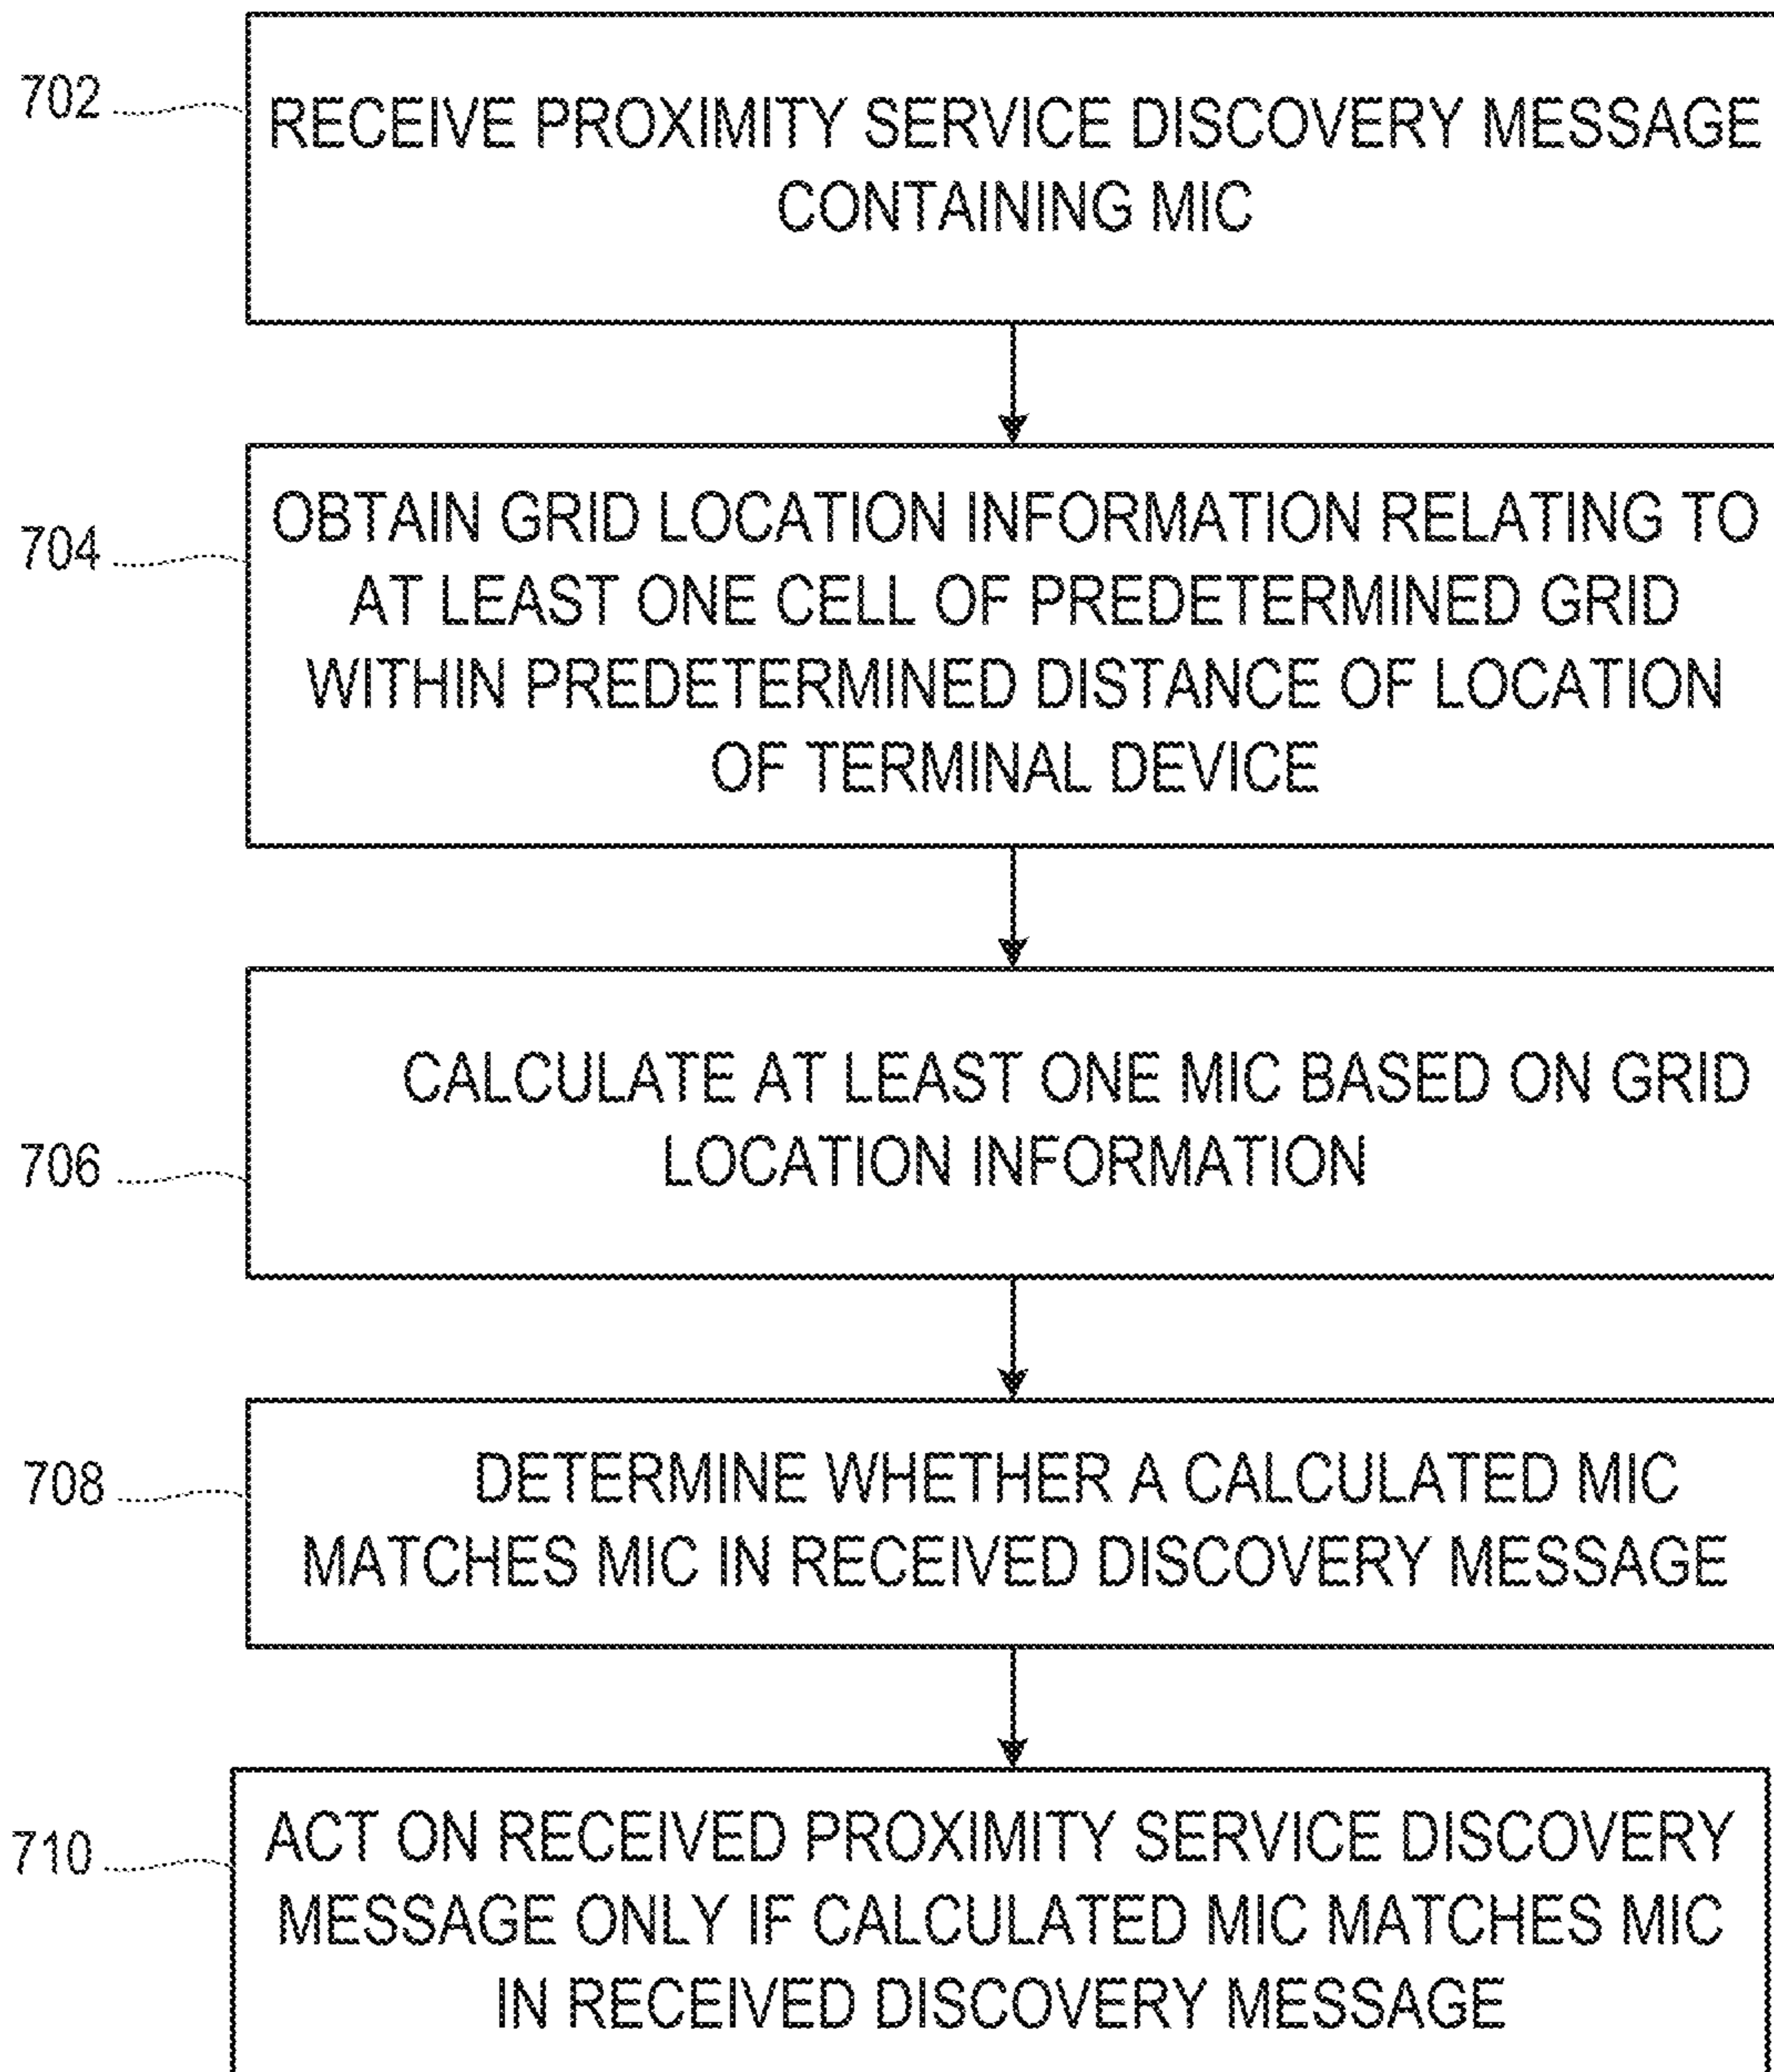 702
RECEIVE PROXIMITY SERVICE DISCOVERY MESSAGE
CONTAINING MIC
704
OBTAIN GRID LOCATION INFORMATION RELATING TO
AT LEAST ONE CELL OF PREDETERMINED GRID
WITHIN PREDETERMINED DISTANCE OF LOCATION
OF TERMINAL DEVICE
706
CALCULATE AT LEAST ONE MIC BASED ON GRID
LOCATION INFORMATION
708
DETERMINE WHETHER A CALCULATED MIC
MATCHES MIC IN RECEIVED DISCOVERY MESSAGE
710
ACT ON RECEIVED PROXIMITY SERVICE DISCOVERY
MESSAGE ONLY IF CALCULATED MIC MATCHES MIC
IN RECEIVED DISCOVERY MESSAGE